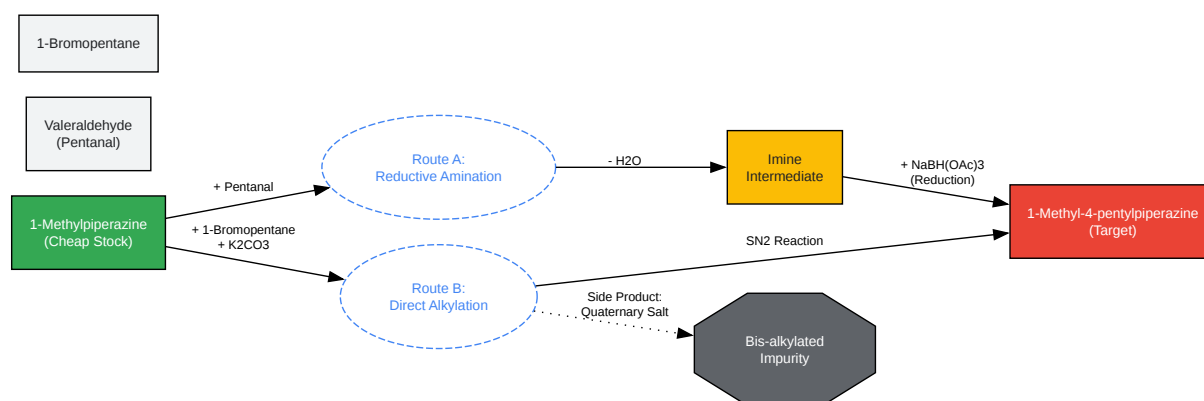 1-Bromopentane
Valeraldehyde
(Pentanal)
1-Methylpiperazine
(Cheap Stock)
+ Pentanal
+ 1-Bromopentane
+ K2CO3
Route A:
Reductive Amination
Route B:
Direct Alkylation
- H2O
Imine
Intermediate
+ NaBH(OAc)3
(Reduction)
SN2 Reaction
Side Product:
Quaternary Salt
Bis-alkylated
Impurity
1-Methyl-4-pentylpiperazine
(Target)